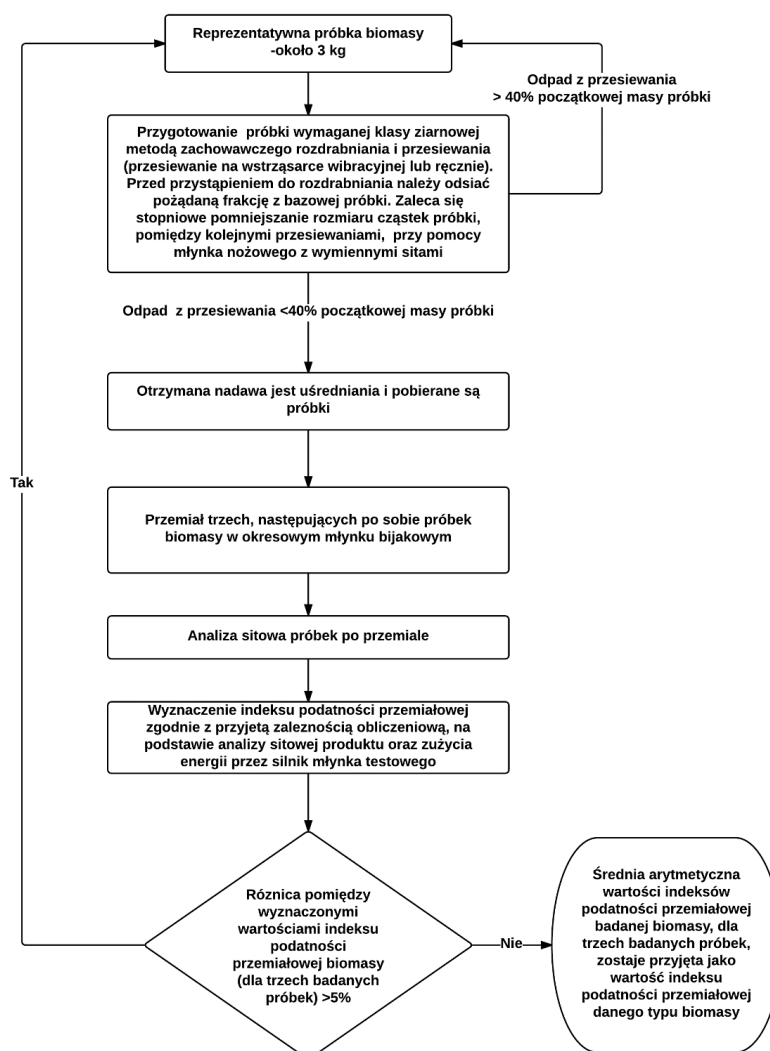 Reprezentatywna próbka biomasy
-około 3 kg
Odpad z przesiewania
> 40% początkowej masy próbki
Przygotowanie próbki wymaganej klasy ziarnowej
metodą zachowawczego rozdrabniania i przesiewania
(przesiewanie na wstrząsarce wibracyjnej lub ręcznie).
Przed przystąpieniem do rozdrabniania należy odsiać
pożądaną frakcję z bazowej próbki. Zaleca się
stopniowe pomniejszanie rozmiaru cząstek próbki,
pomiędzy kolejnymi przesiewaniami, przy pomocy
młynka nożowego z wymiennymi sitami
Odpad z przesiewania <40% początkowej masy próbki
Otrzymana nadawa jest uśredniania i pobierane są
próbki
Tak
Przemiał trzech, następujących po sobie próbek
biomasy w okresowym młynku bijakowym
Analiza sitowa próbek po przemiale
Wyznaczenie indeksu podatności przemiałowej
zgodnie z przyjętą zależnością obliczeniową, na
podstawie analizy sitowej produktu oraz zużycia
energii przez silnik młynka testowego
Róznica pomiędzy
wyznaczonymi
wartościami indeksu
podatności
przemiałowej biomasy
(dla trzech badanych
próbek) >5%
Nie
Średnia arytmetyczna
wartości indeksów
podatności przemiałowej
badanej biomasy, dla
trzech badanych próbek,
zostaje przyjęta jako
wartość indeksu
podatności przemiałowej
danego typu biomasy